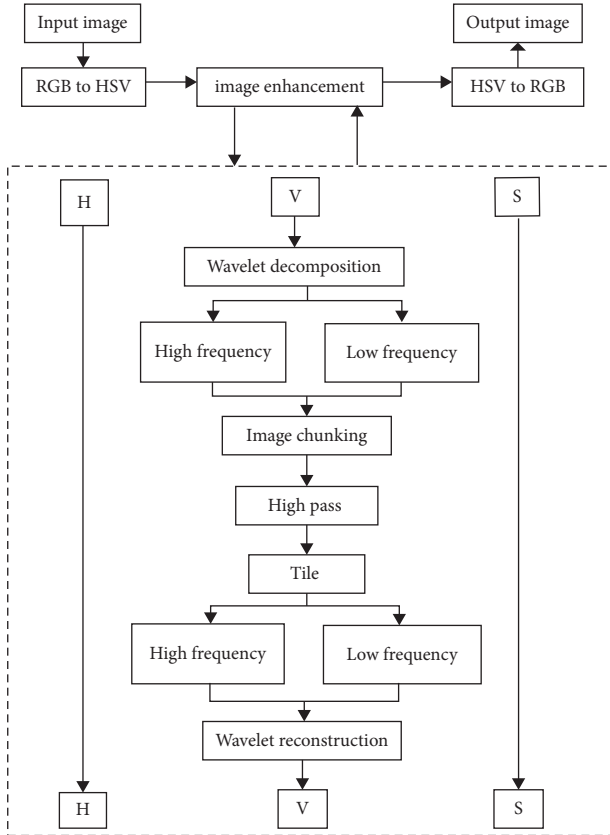 Input image
Output image
RGB to HSV
image enhancement
HSV to RGB
H
V
S
Wavelet decomposition
High frequency
Low frequency
Image chunking
High pass
Tile
High frequency
Low frequency
Wavelet reconstruction
H
V
S